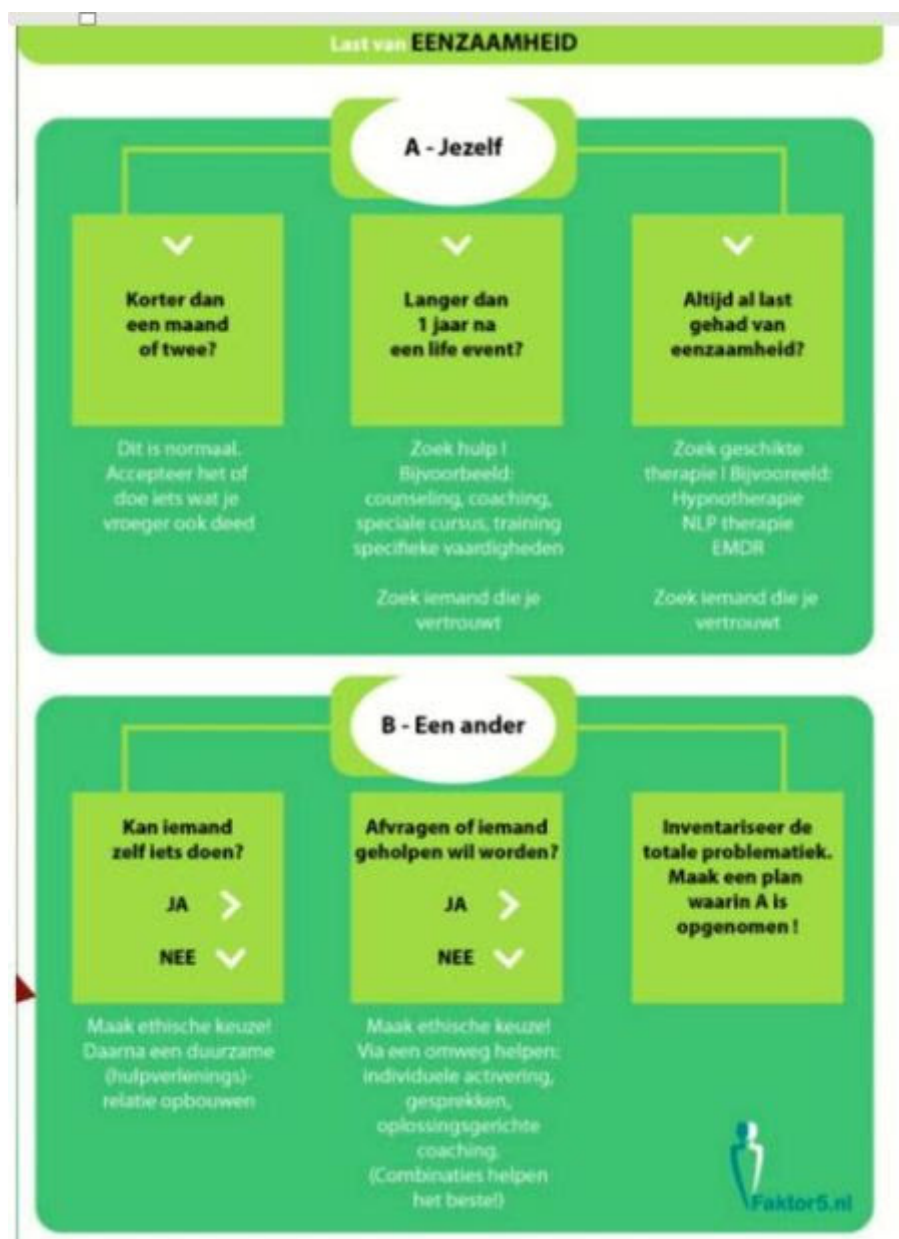 Last van EENZAAMHEID
A - Jezelf
Korter dan
een maand
of twee?
Dit is normaal.
Accepteer het of
doe iets wat je
vroeger ook deed
Langer dan
1 jaar na
een life event?
Zoek hulp !
Bijvoorbeeld:
counseling, coaching,
speciale cursus, training
specifieke vaardigheden
Zoek iemand die je
vertrouwt
Altijd al last
gehad van
eenzaamheid?
Zoek geschikte
therapie ! Bijvooreeld:
Hypnotherapie
NLP therapie
EMDR
Zoek iemand die je
vertrouwt
B - Een ander
Kan iemand
zelf iets doen?
JA
NEE
Maak ethische keuze!
Daarna een duurzame
(hulpverlenings)-
relatie opbouwen
Afvragen of iemand
geholpen wil worden?
JA
NEE
Maak ethische keuze!
Via een omweg helpen:
individuele activering,
gesprekken,
oplossingsgerichte
coaching.
(Combinaties helpen
het beste!)
Inventariseer de
totale problematiek.
Maak een plan
waarin A is
opgenomen !
Faktor5.nl